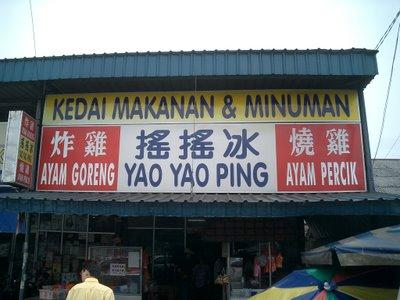 KEDAI MAKANAN & MINUMAN
炸雞
AYAM GORENG
搖搖冰
YAO YAO PING
燒雞
AYAM PERCIK